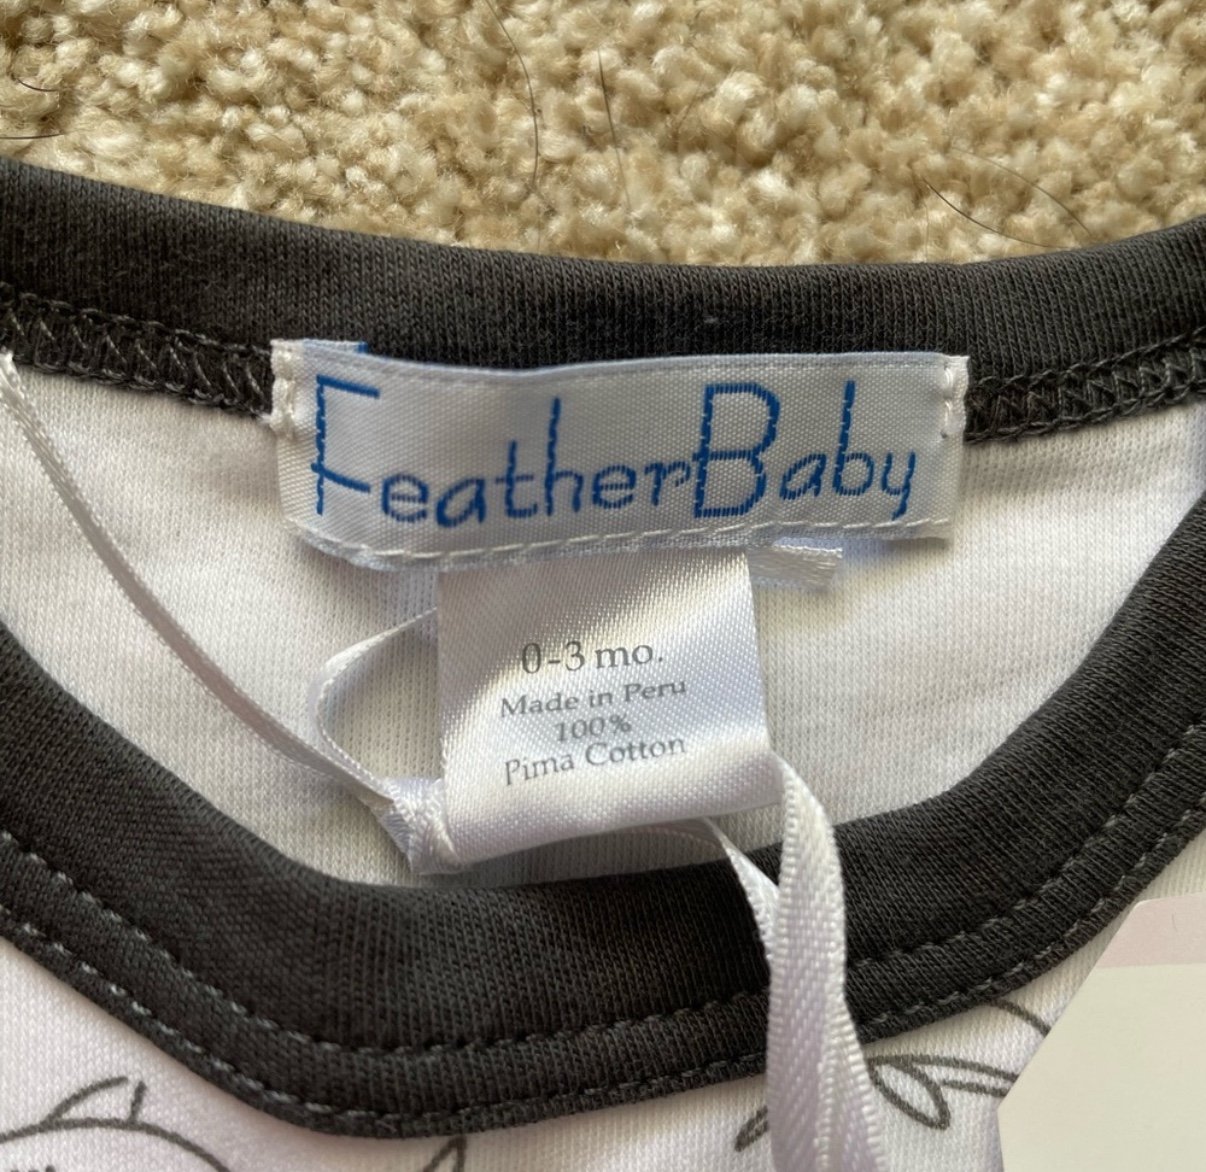 FeatherBaby
0-3 mo.
Made in Peru
100%
Pima Cotton